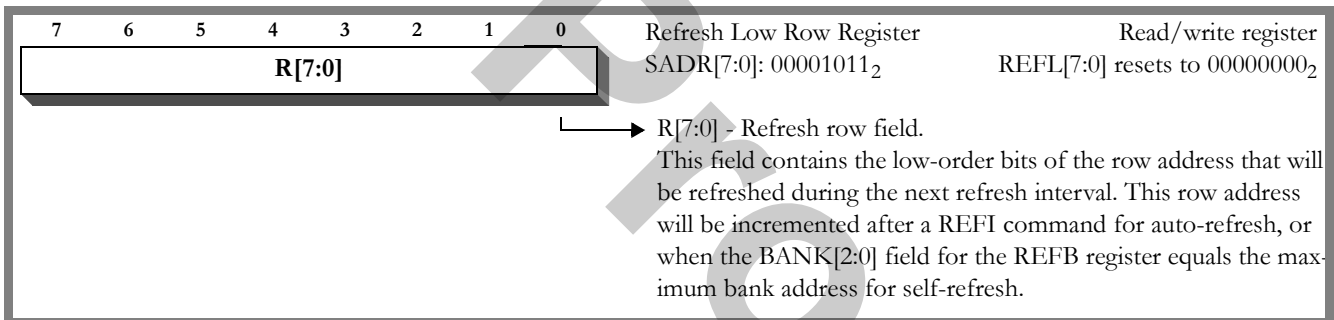 7 6 5 4 3 2 1 0
R[7:0]
Refresh Low Row Register Read/write register
SADR[7:0]: 00001011₂ REFL[7:0] resets to 00000000₂
R[7:0] - Refresh row field.
This field contains the low-order bits of the row address that will
be refreshed during the next refresh interval. This row address
will be incremented after a REFI command for auto-refresh, or
when the BANK[2:0] field for the REFB register equals the max-
imum bank address for self-refresh.
Pro